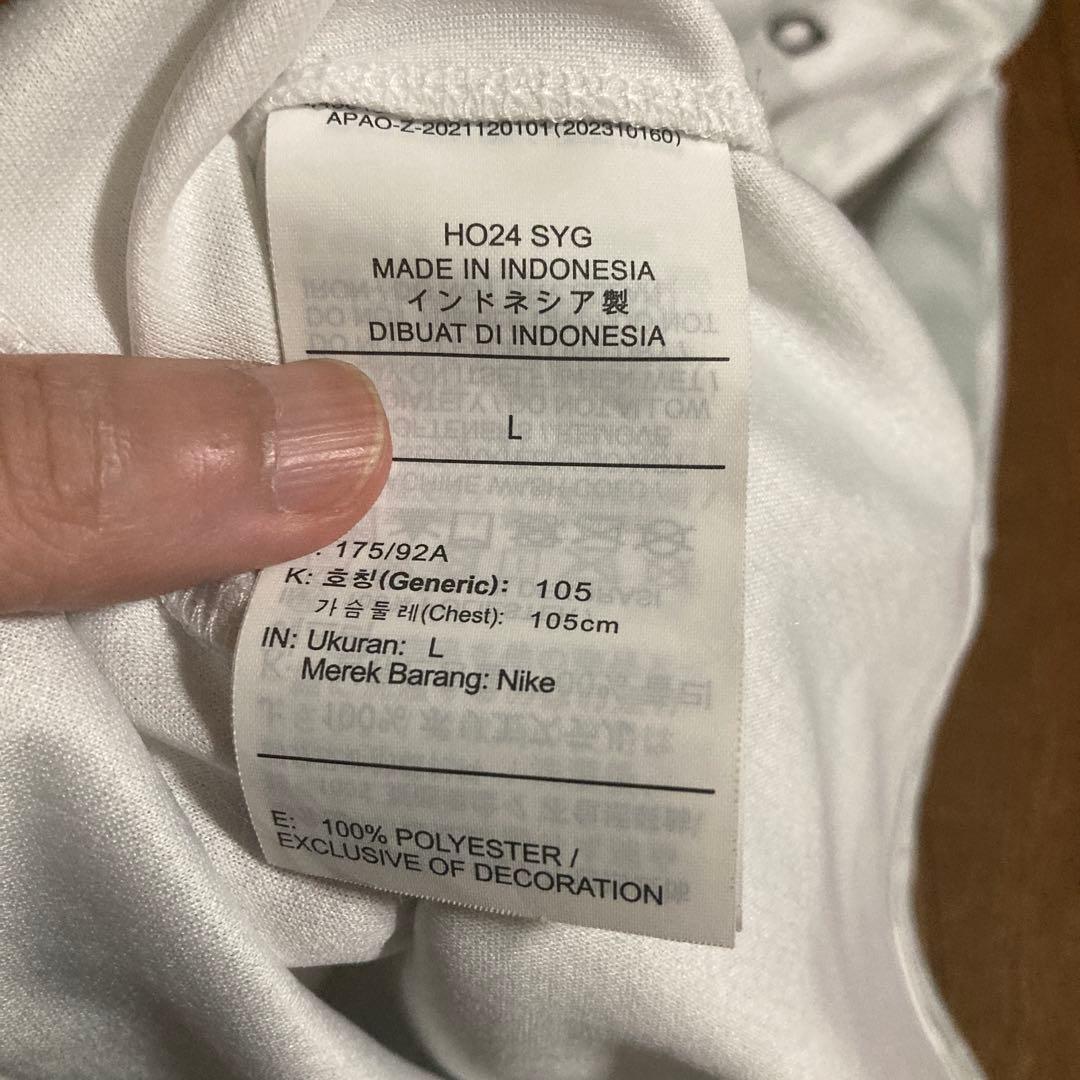 APAO-Z-2021120101(202310160)
HO24 SYG
MADE IN INDONESIA
インドネシア製
DIBUAT DI INDONESIA
L
: 175/92A
K: 호칭(Generic): 105
가슴둘레(Chest): 105cm
IN: Ukuran: L
Merek Barang: Nike
E: 100% POLYESTER /
EXCLUSIVE OF DECORATION